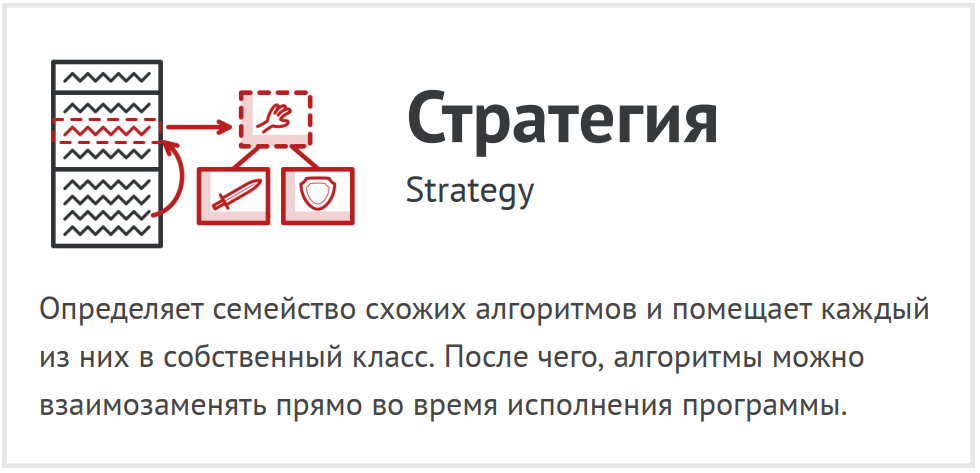 Стратегия
Strategy
Определяет семейство схожих алгоритмов и помещает каждый
из них в собственный класс. После чего, алгоритмы можно
взаимозаменять прямо во время исполнения программы.